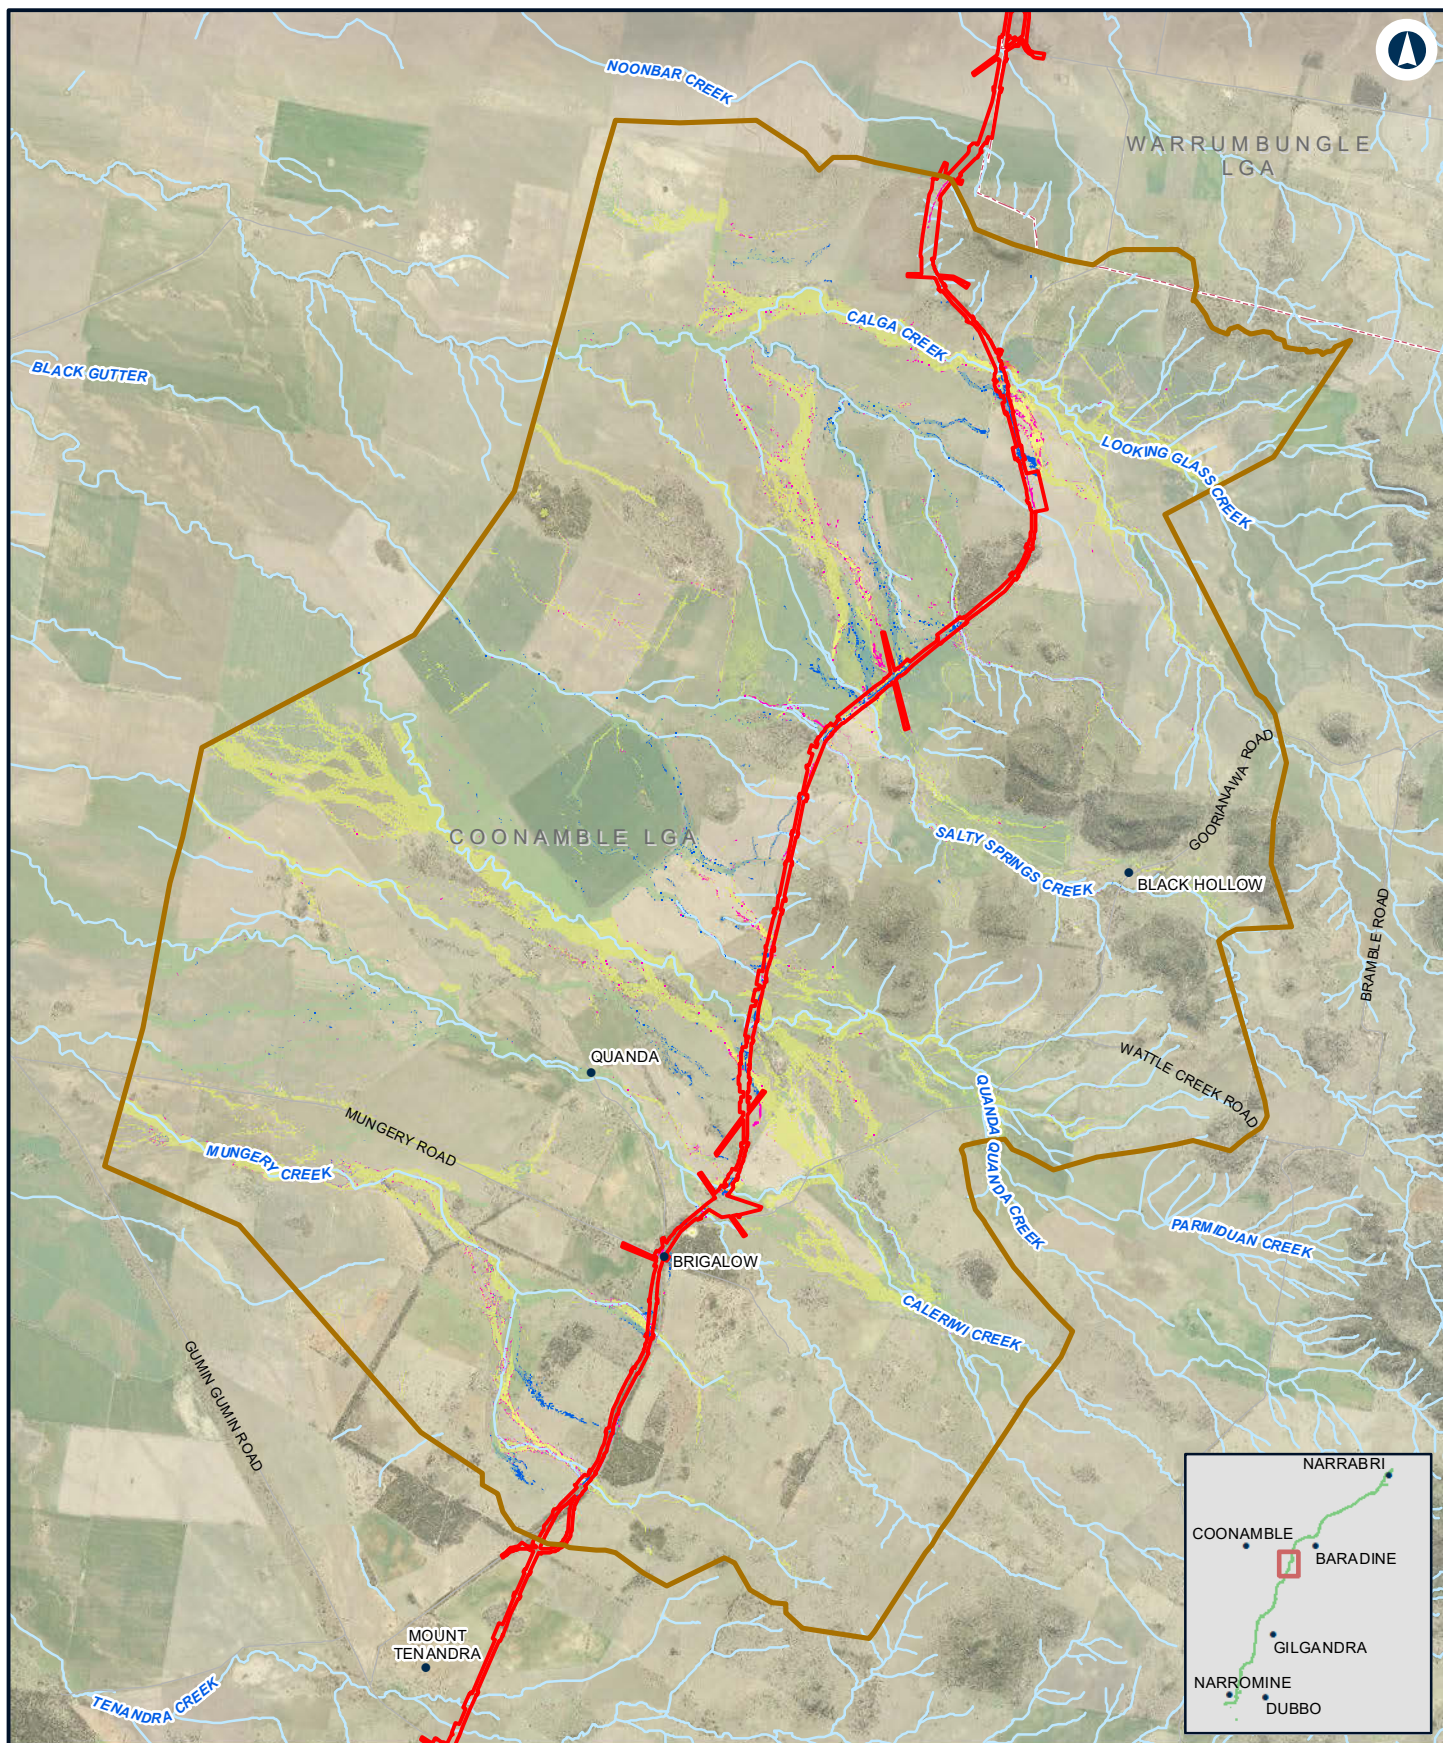 NOONBAR CREEK
WARRUMBUNGLE
LGA
CALGA CREEK
BLACK GUTTER
LOOKING GLASS CREEK
GOORIANAWA ROAD
COONAMBLE LGA
SALTY SPRINGS CREEK
BLACK HOLLOW
BRAMBLE ROAD
QUANDA
WATTLE CREEK ROAD
QUANDA QUANDA CREEK
MUNGERY ROAD
MUNGERY CREEK
PARMIDUAN CREEK
BRIGALOW
CALERIWI CREEK
GUMIN GUMIN ROAD
MOUNT
TENANDRA
TENANDRA CREEK
NARRABRI
COONAMBLE
BARADINE
GILGANDRA
NARROMINE
DUBBO